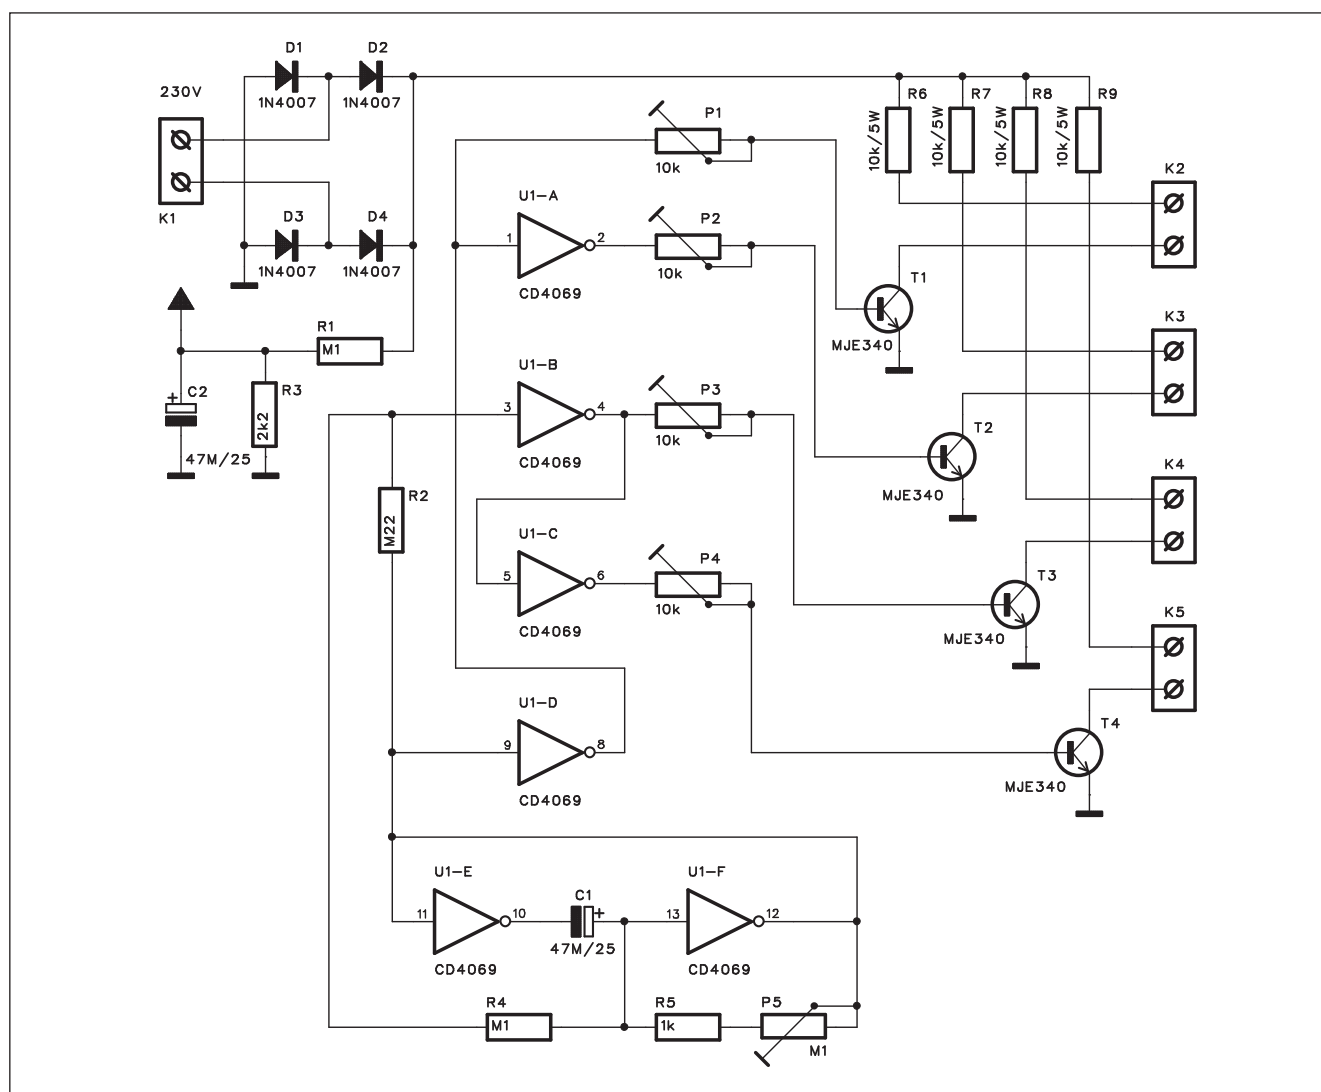 D1 D2
1N4007 1N4007
230V
K1
D3 D4
1N4007 1N4007
R1
M1
C2
+
47M/25
R3
2k2
R2
M22
P1
10k
U1-A
1 2
CD4069
P2
10k
U1-B
3 4
CD4069
P3
10k
U1-C
5 6
CD4069
P4
10k
U1-D
9 8
CD4069
U1-E
11 10
CD4069
C1
+
47M/25
U1-F
13 12
CD4069
R4
M1
R5
1k
P5
M1
R6 R7 R8 R9
10k/5W 10k/5W 10k/5W 10k/5W
T1
MJE340
T2
MJE340
T3
MJE340
T4
MJE340
K2
K3
K4
K5